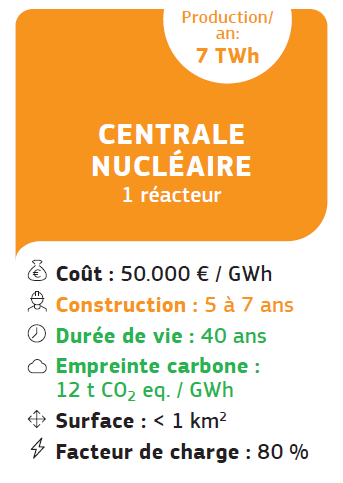 Production/
an:
7 TWh
CENTRALE
NUCLÉAIRE
1 réacteur
Coût : 50.000 € / GWh
Construction : 5 à 7 ans
Durée de vie : 40 ans
Empreinte carbone :
12 t CO₂ eq. / GWh
Surface : < 1 km²
Facteur de charge : 80 %